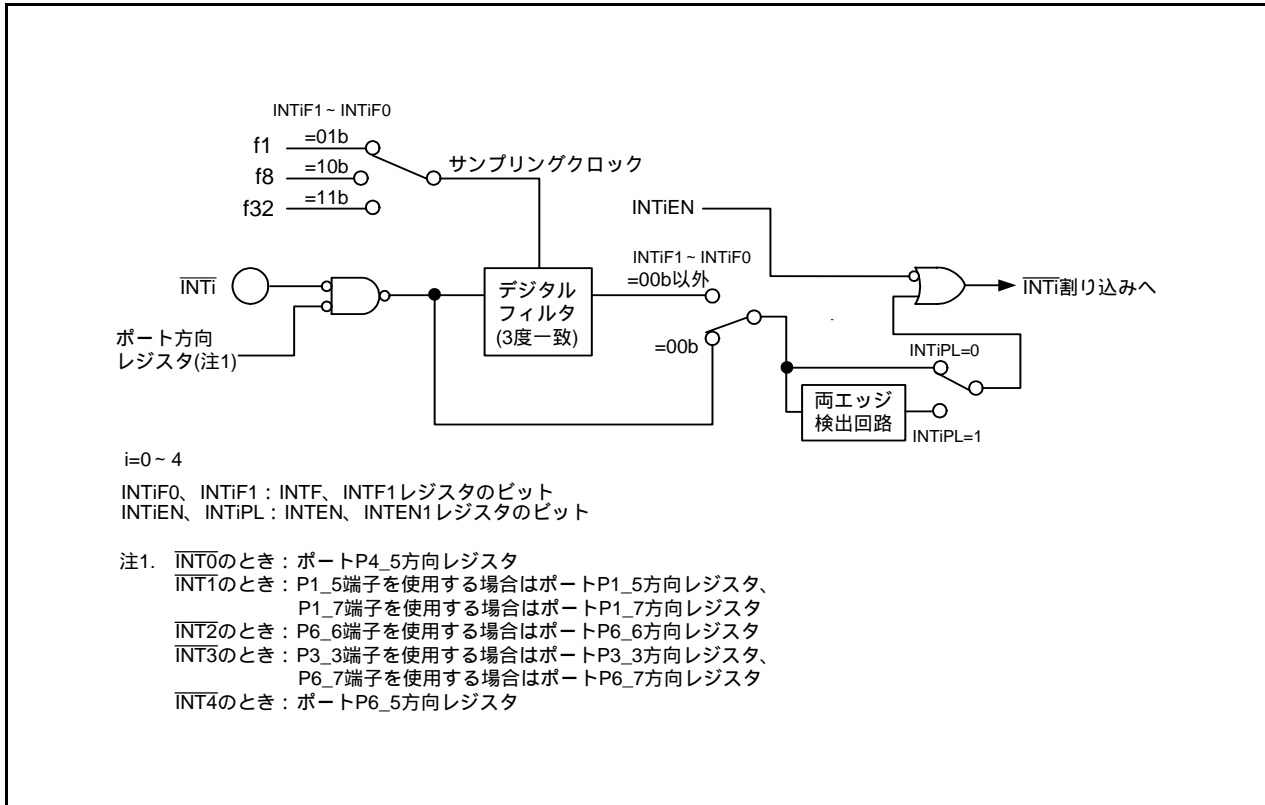 INTiF1~INTiF0
f1 =01b
f8 =10b
f32 =11b
サンプリングクロック
INTiEN
INTi
ポート方向
レジスタ(注1)
デジタル
フィルタ
(3度一致)
INTiF1~INTiF0
=00b以外
=00b
両エッジ
検出回路
INTiPL=0
INTiPL=1
INTi割り込みへ
i=0~4
INTiF0、INTiF1:INTF、INTF1レジスタのビット
INTiEN、INTiPL:INTEN、INTEN1レジスタのビット
注1. INT0のとき:ポートP4_5方向レジスタ
INT1のとき:P1_5端子を使用する場合はポートP1_5方向レジスタ、
P1_7端子を使用する場合はポートP1_7方向レジスタ
INT2のとき:P6_6端子を使用する場合はポートP6_6方向レジスタ
INT3のとき:P3_3端子を使用する場合はポートP3_3方向レジスタ、
P6_7端子を使用する場合はポートP6_7方向レジスタ
INT4のとき:ポートP6_5方向レジスタ